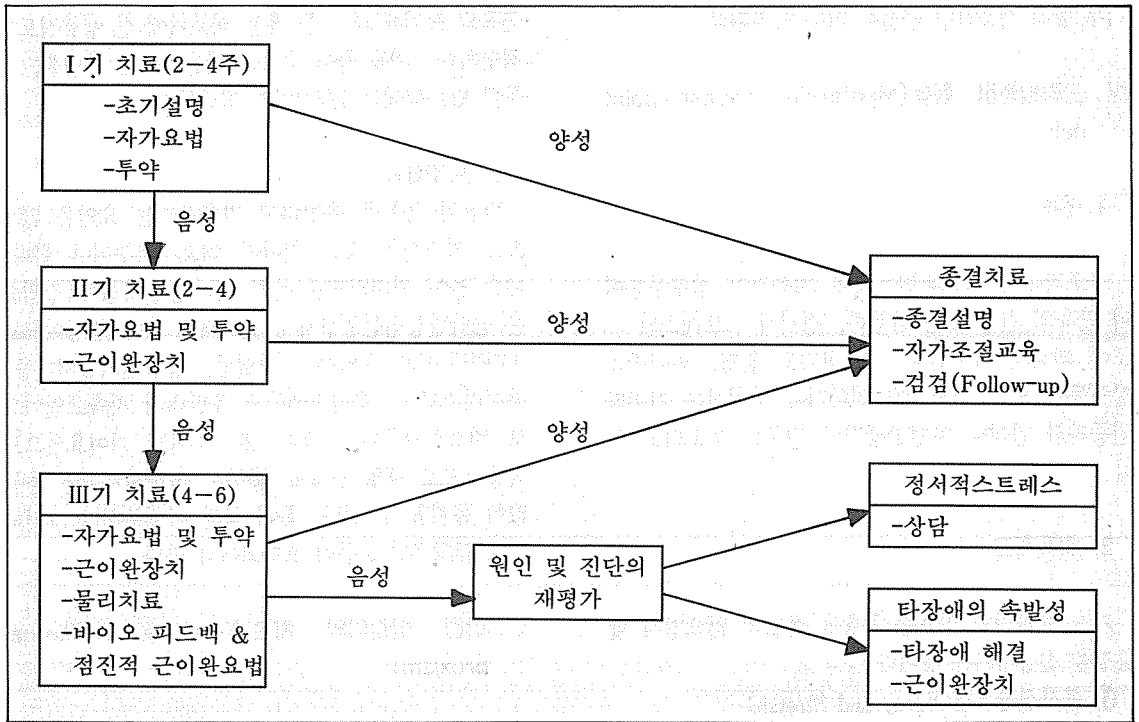 I기 치료(2-4주)
-초기설명
-자가요법
-투약
양성
음성
II기 치료(2-4)
-자가요법 및 투약
-근이완장치
양성
종결치료
-종결설명
-자가조절교육
-검검(Follow-up)
음성
양성
III기 치료(4-6)
-자가요법 및 투약
-근이완장치
-물리치료
-바이오 피드백 &
점진적 근이완요법
음성
원인 및 진단의
재평가
정서적스트레스
-상담
타장애의 속발성
-타장애 해결
-근이완장치